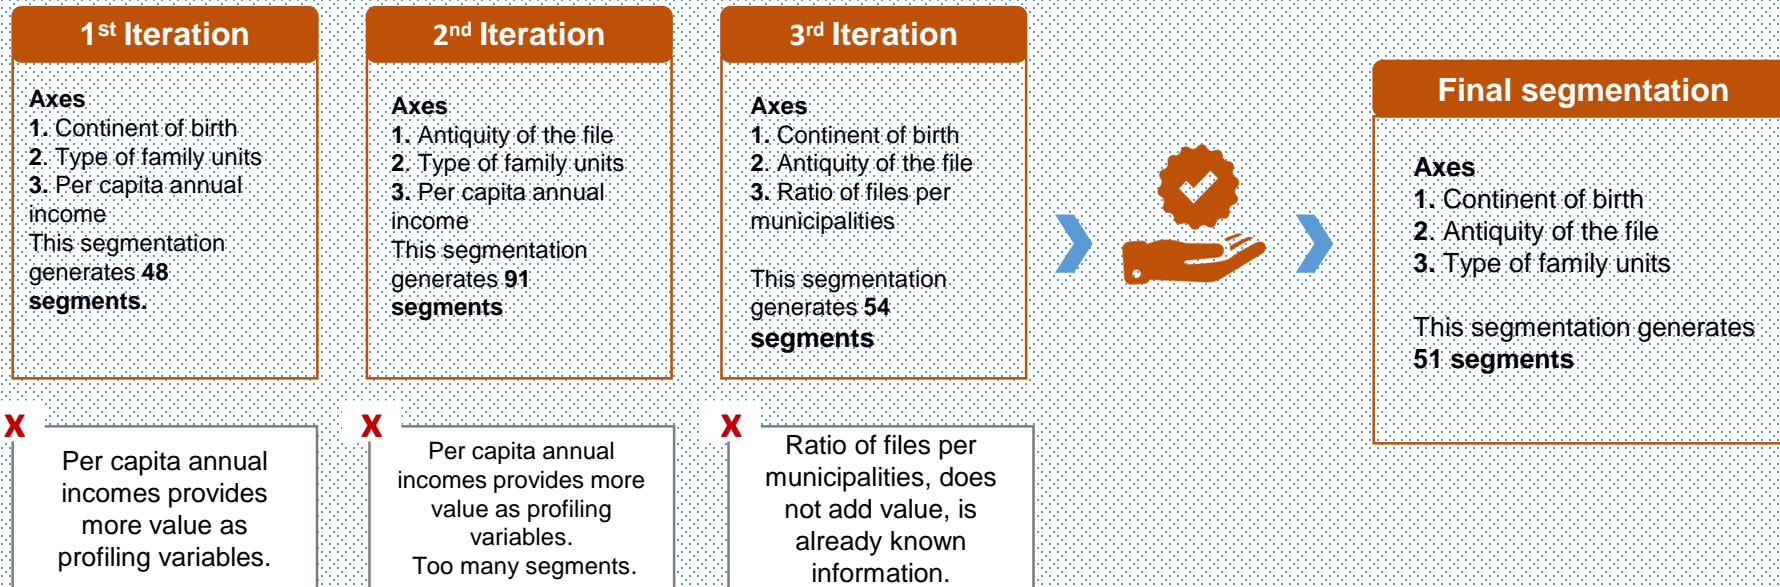 1st Iteration
Axes
1. Continent of birth
2. Type of family units
3. Per capita annual
income
This segmentation
generates 48
segments.
X
Per capita annual
incomes provides
more value as
profiling variables.
2nd Iteration
Axes
1. Antiquity of the file
2. Type of family units
3. Per capita annual
income
This segmentation
generates 91
segments
X
Per capita annual
incomes provides more
value as profiling
variables.
Too many segments.
3rd Iteration
Axes
1. Continent of birth
2. Antiquity of the file
3. Ratio of files per
municipalities
This segmentation
generates 54
segments
X
Ratio of files per
municipalities, does
not add value, is
already known
information.
Final segmentation
Axes
1. Continent of birth
2. Antiquity of the file
3. Type of family units
This segmentation generates
51 segments